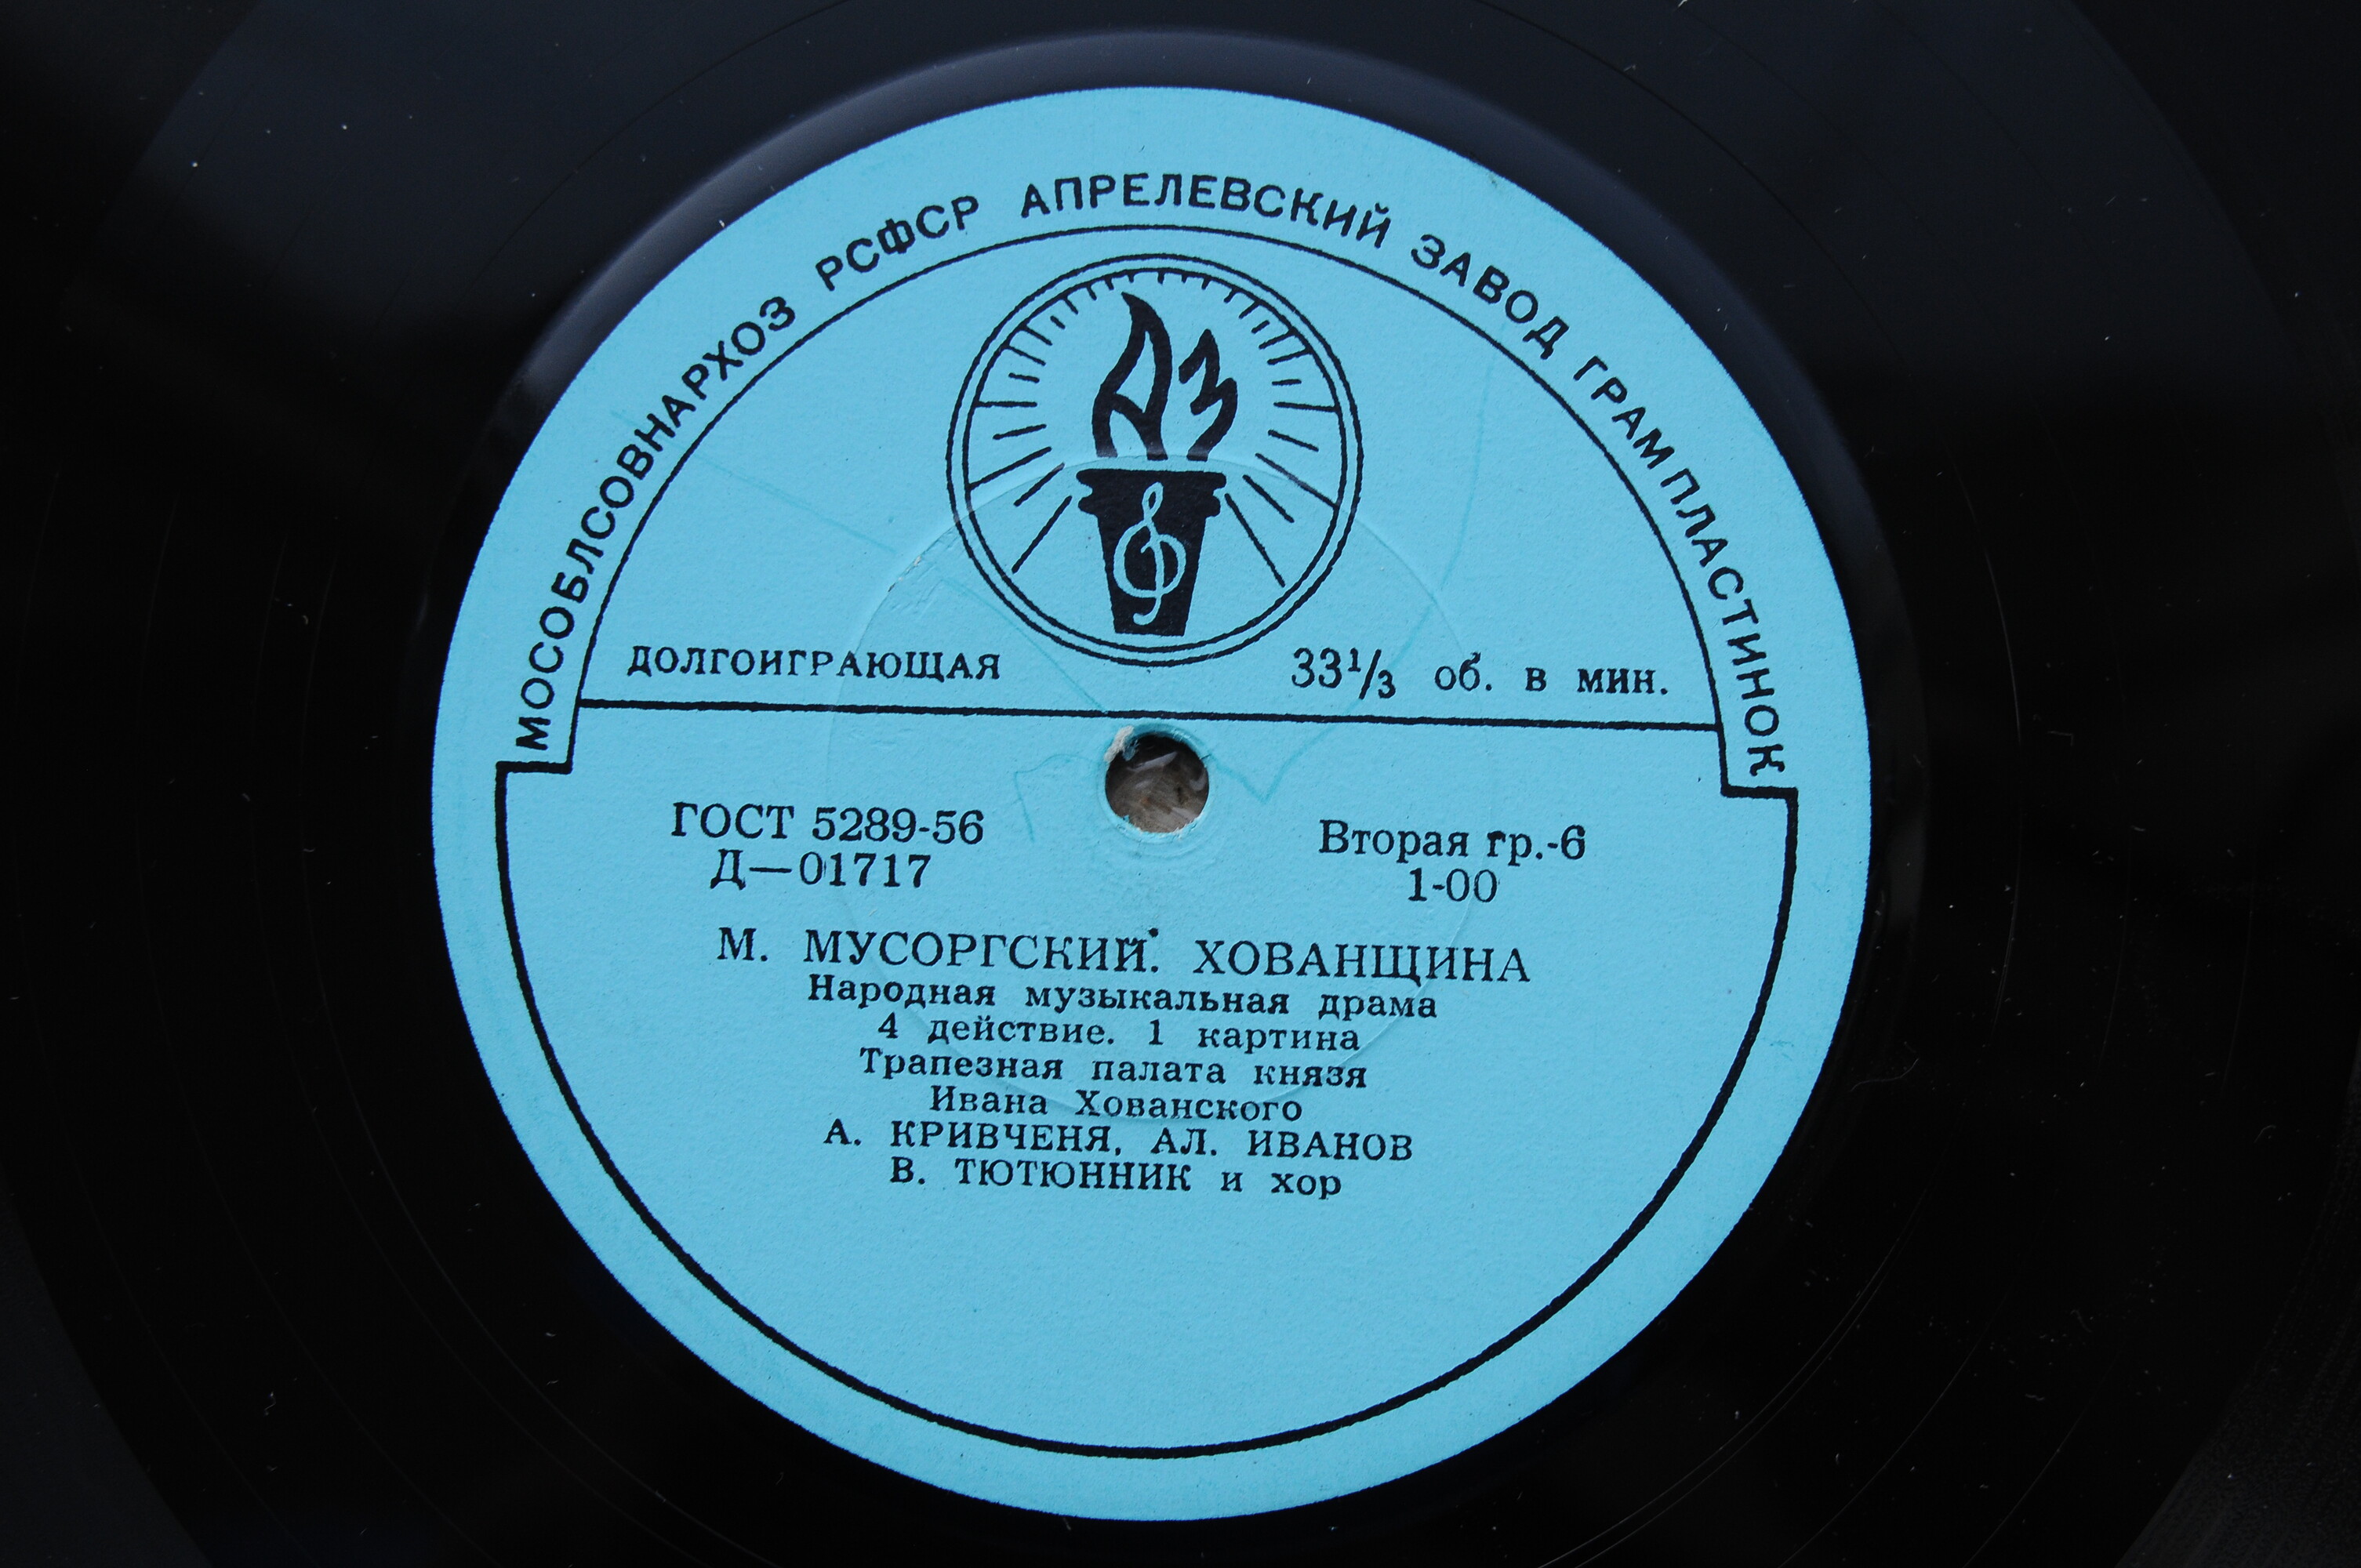 МОСОБЛСОВНАРХОЗ РСФСР АПРЕЛЕВСКИЙ ЗАВОД ГРАМПЛАСТИНОК
АЗ
ДОЛГОИГРАЮЩАЯ 33¹/₃ об. в мин.
ГОСТ 5289-56 Вторая гр.-6
Д—01717 1-00
М. МУСОРГСКИЙ. ХОВАНЩИНА
Народная музыкальная драма
4 действие. 1 картина
Трапезная палата князя
Ивана Хованского
А. КРИВЧЕНЯ, АЛ. ИВАНОВ
В. ТЮТЮННИК и хор